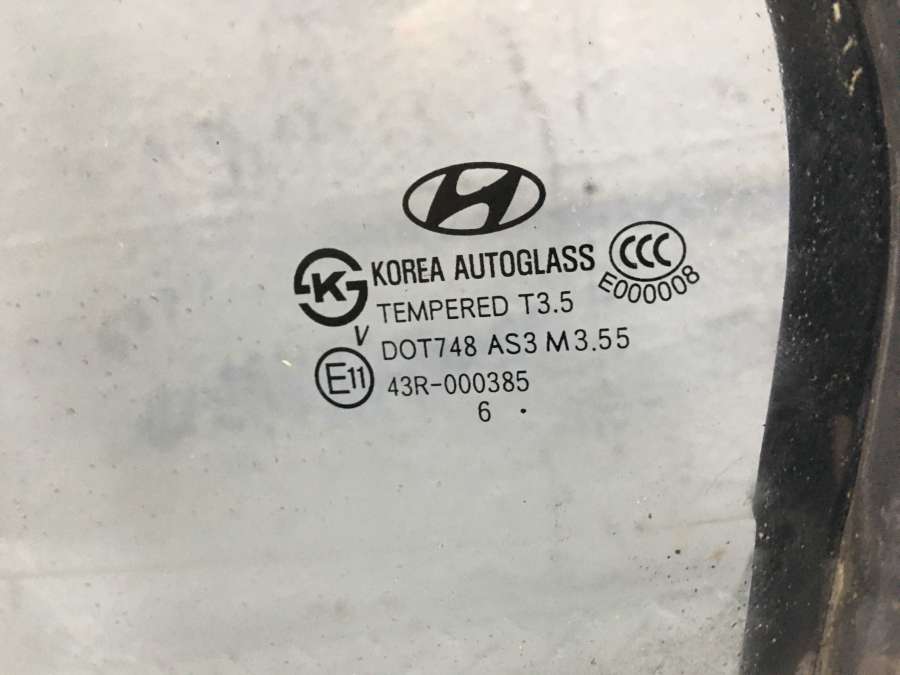 KOREA AUTOGLASS
CCC
E000008
K
TEMPERED T3.5
V
DOT748 AS3 M3.55
E11
43R-000385
6 .